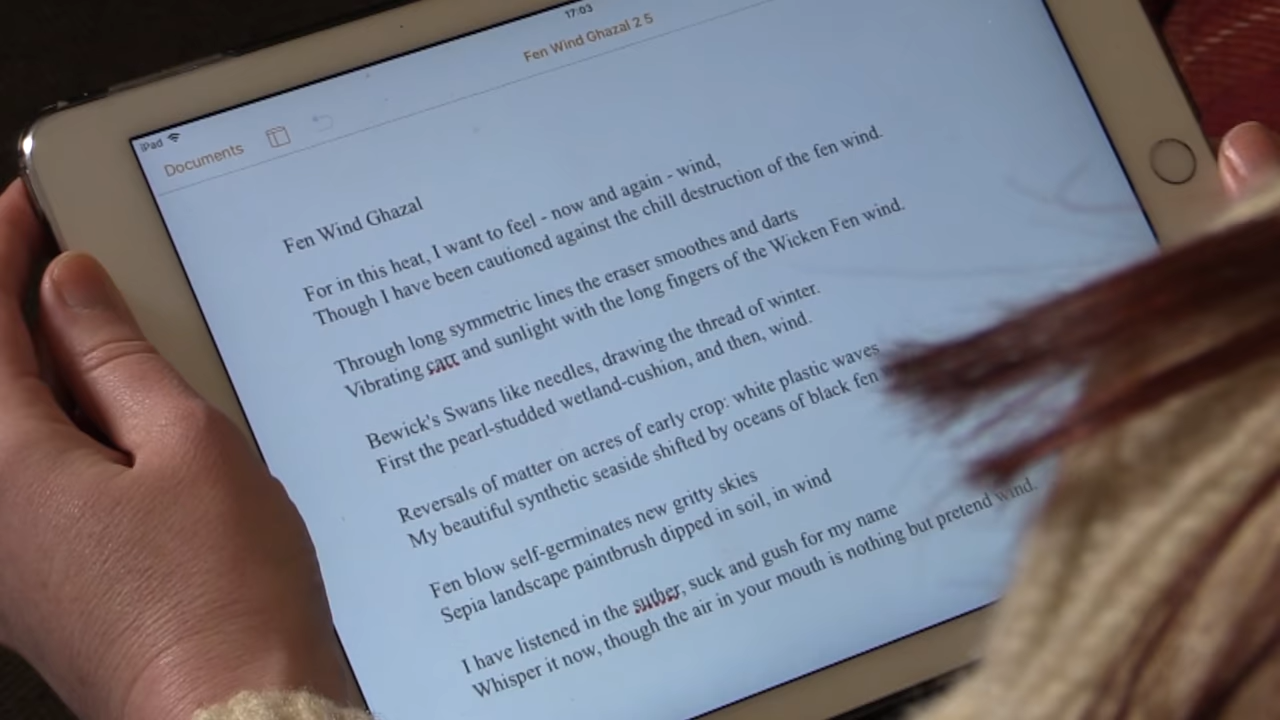 17:03
iPad
Fen Wind Ghazal 2 5
Documents
Fen Wind Ghazal
For in this heat, I want to feel - now and again - wind,
Though I have been cautioned against the chill destruction of the fen wind.
Through long symmetric lines the eraser smoothes and darts
Vibrating carr and sunlight with the long fingers of the Wicken Fen wind.
Bewick's Swans like needles, drawing the thread of winter.
First the pearl-studded wetland-cushion, and then, wind.
Reversals of matter on acres of early crop: white plastic waves
My beautiful synthetic seaside shifted by oceans of black fen
Fen blow self-germinates new gritty skies
Sepia landscape paintbrush dipped in soil, in wind
I have listened in the suther, suck and gush for my name
Whisper it now, though the air in your mouth is nothing but pretend wind.